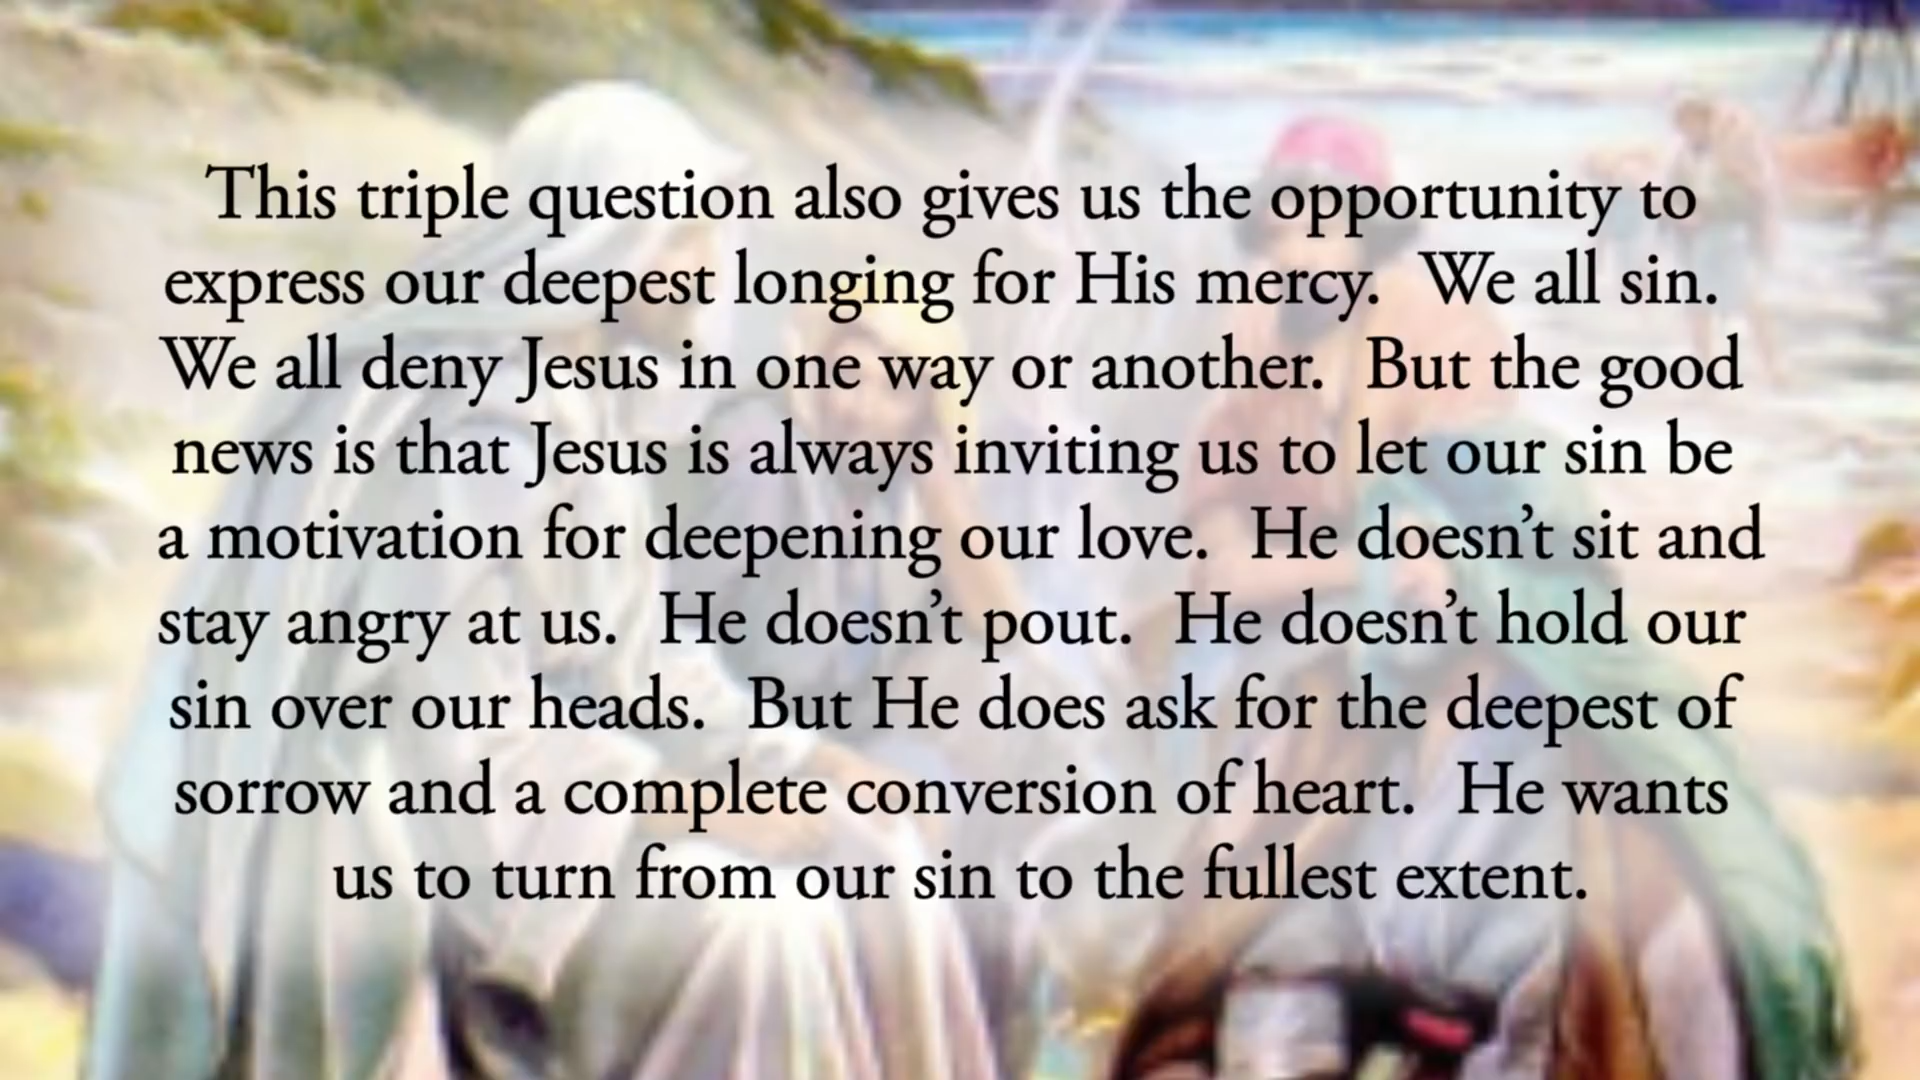 This triple question also gives us the opportunity to
express our deepest longing for His mercy.  We all sin.
We all deny Jesus in one way or another.  But the good
news is that Jesus is always inviting us to let our sin be
a motivation for deepening our love.  He doesn’t sit and
stay angry at us.  He doesn’t pout.  He doesn’t hold our
sin over our heads.  But He does ask for the deepest of
sorrow and a complete conversion of heart.  He wants
us to turn from our sin to the fullest extent.